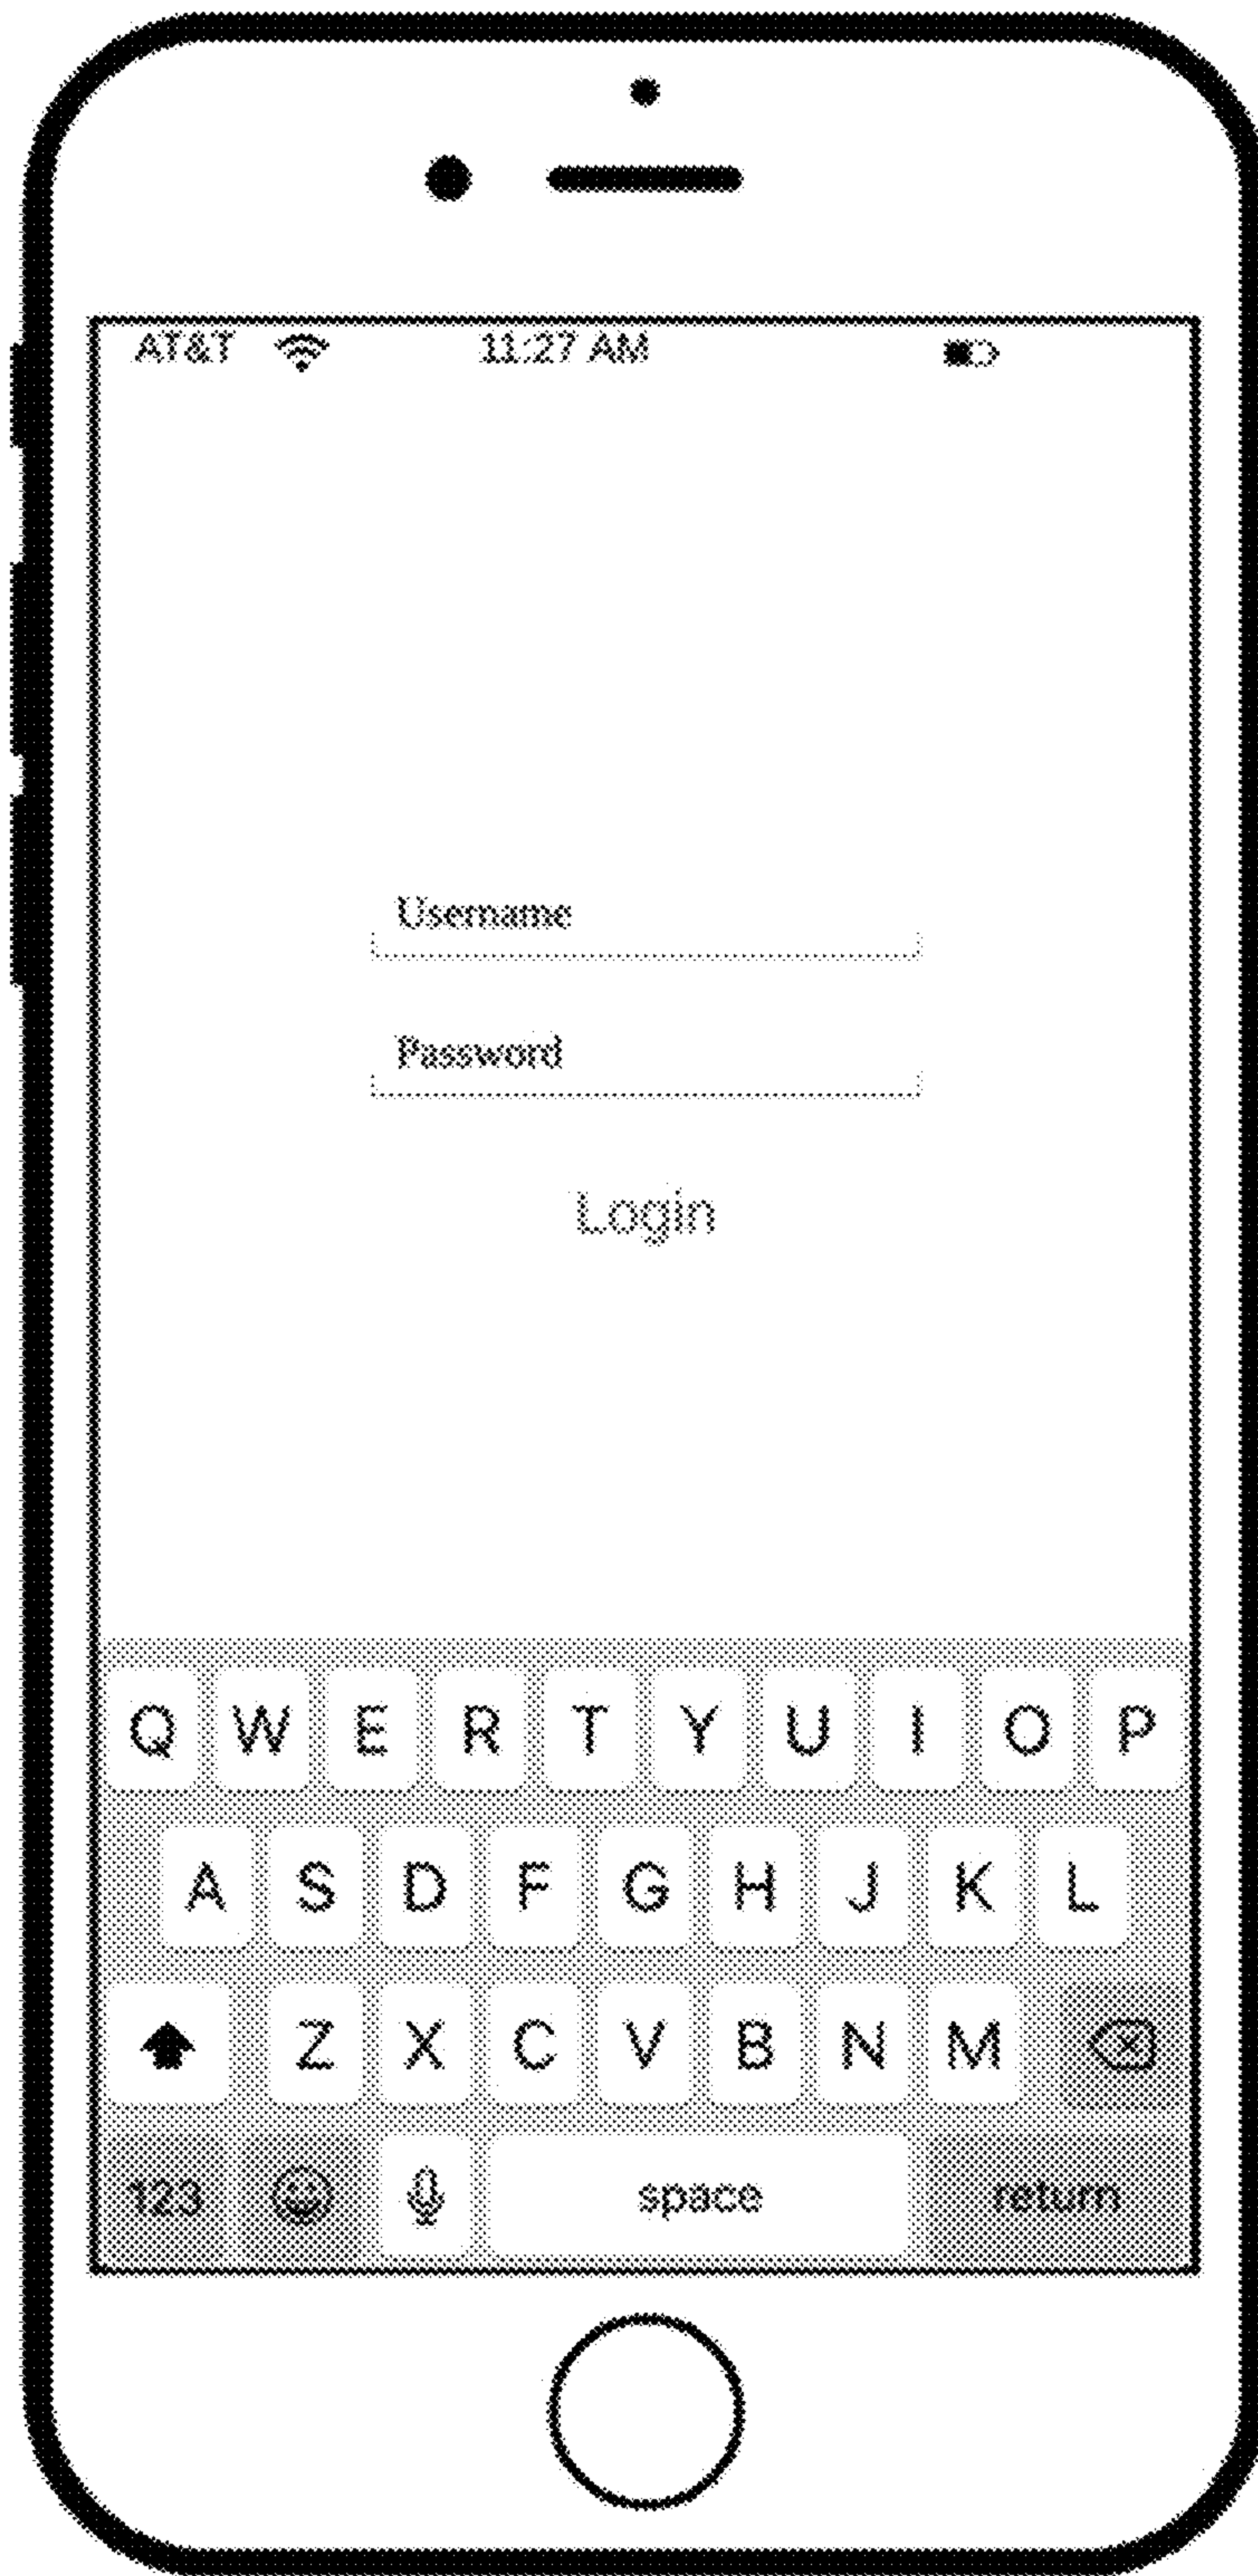 AT&T 11:27 AM
Username
Password
Login
Q W E R T Y U I O P
A S D F G H J K L
Z X C V B N M
123 space return